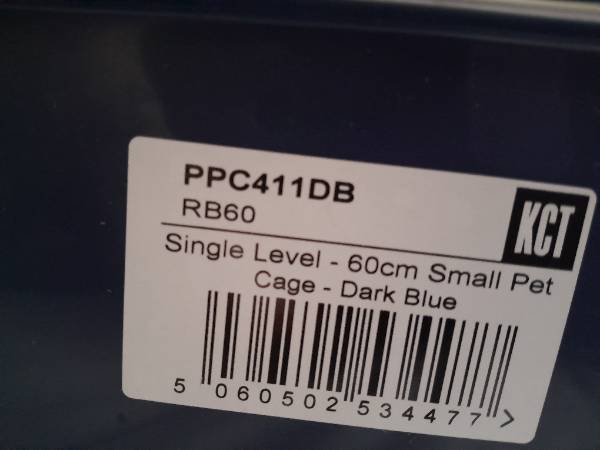 PPC411DB
RB60
KCT
Single Level - 60cm Small Pet
Cage - Dark Blue
5 060502 534477 >